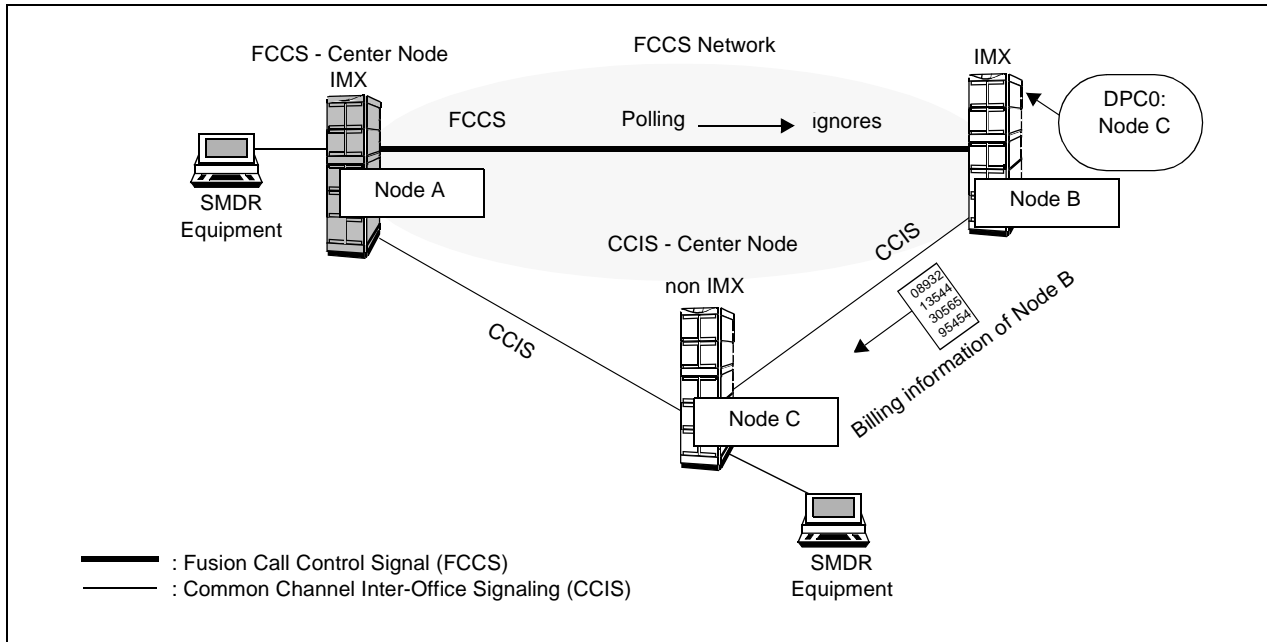 FCCS Network
FCCS - Center Node
IMX
IMX
DPC0:
Node C
FCCS
Polling
ignores
SMDR
Equipment
Node A
Node B
CCIS - Center Node
non IMX
CCIS
CCIS
08932
13544
30565
95454
Billing information of Node B
Node C
SMDR
Equipment
: Fusion Call Control Signal (FCCS)
: Common Channel Inter-Office Signaling (CCIS)